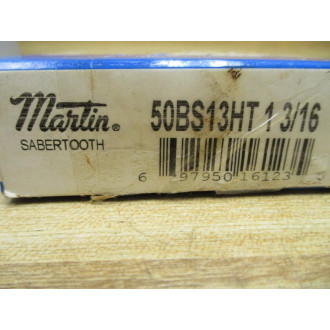 Martin®
SABERTOOTH
50BS13HT 1 3/16
6 97950 16123